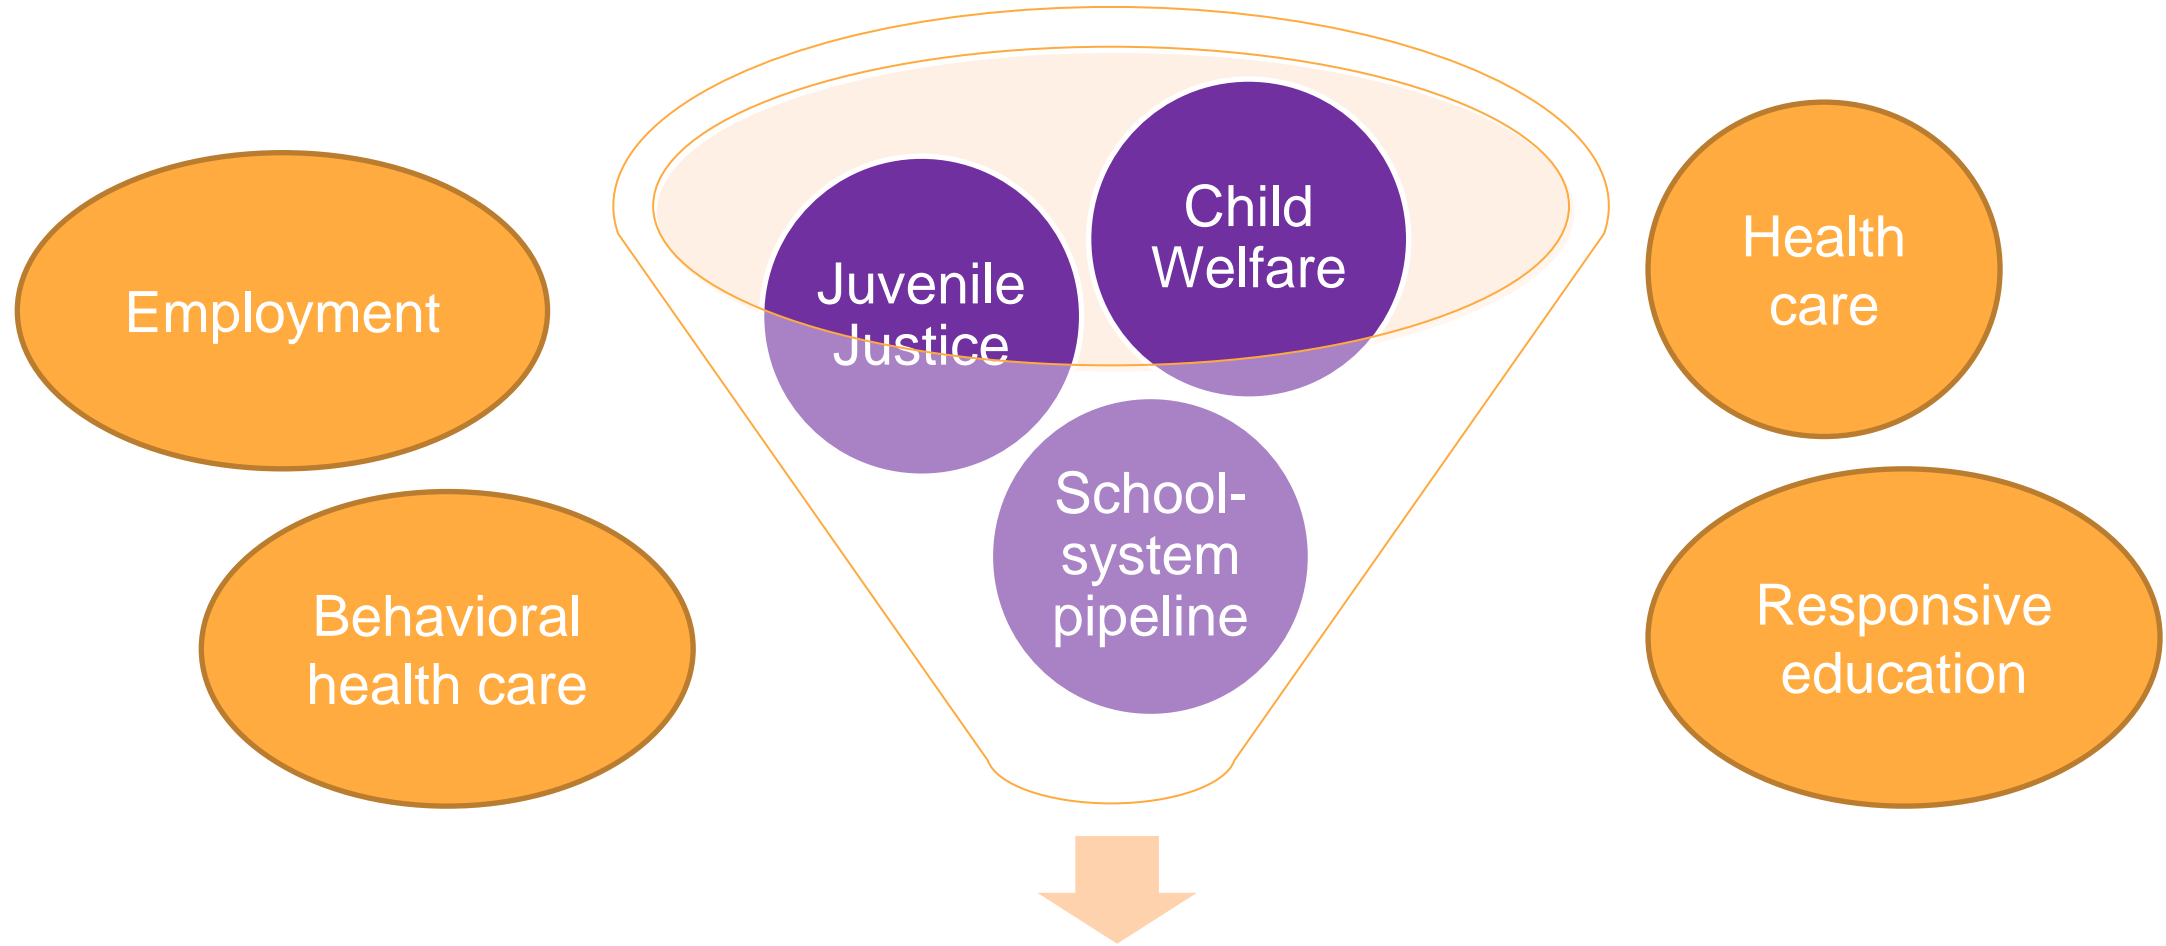 Employment
Behavioral
health care
Juvenile
Justice
Child
Welfare
School-
system
pipeline
Health
care
Responsive
education